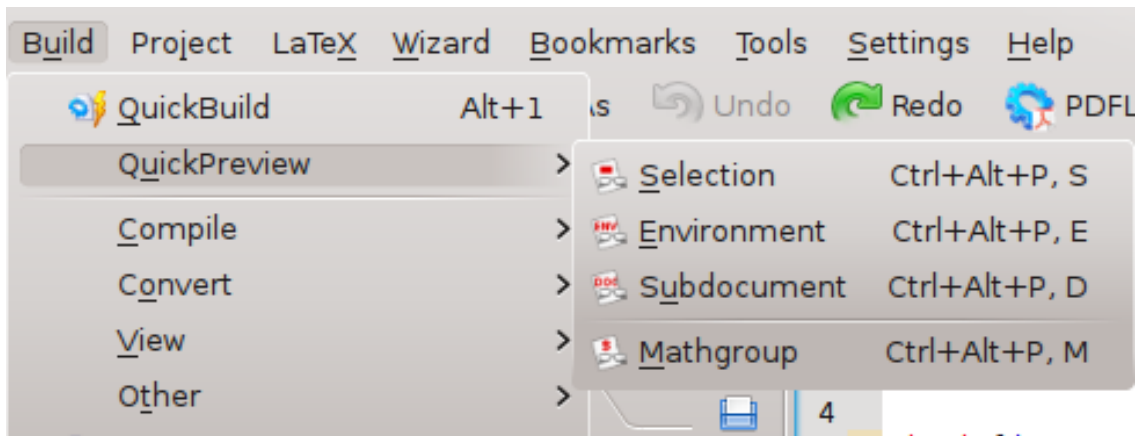 Build Project LaTeX Wizard Bookmarks Tools Settings Help
QuickBuild Alt+1 As Undo Redo PDFL
QuickPreview >
Selection Ctrl+Alt+P, S
Compile >
Environment Ctrl+Alt+P, E
Convert >
Subdocument Ctrl+Alt+P, D
View >
Mathgroup Ctrl+Alt+P, M
Other >
4